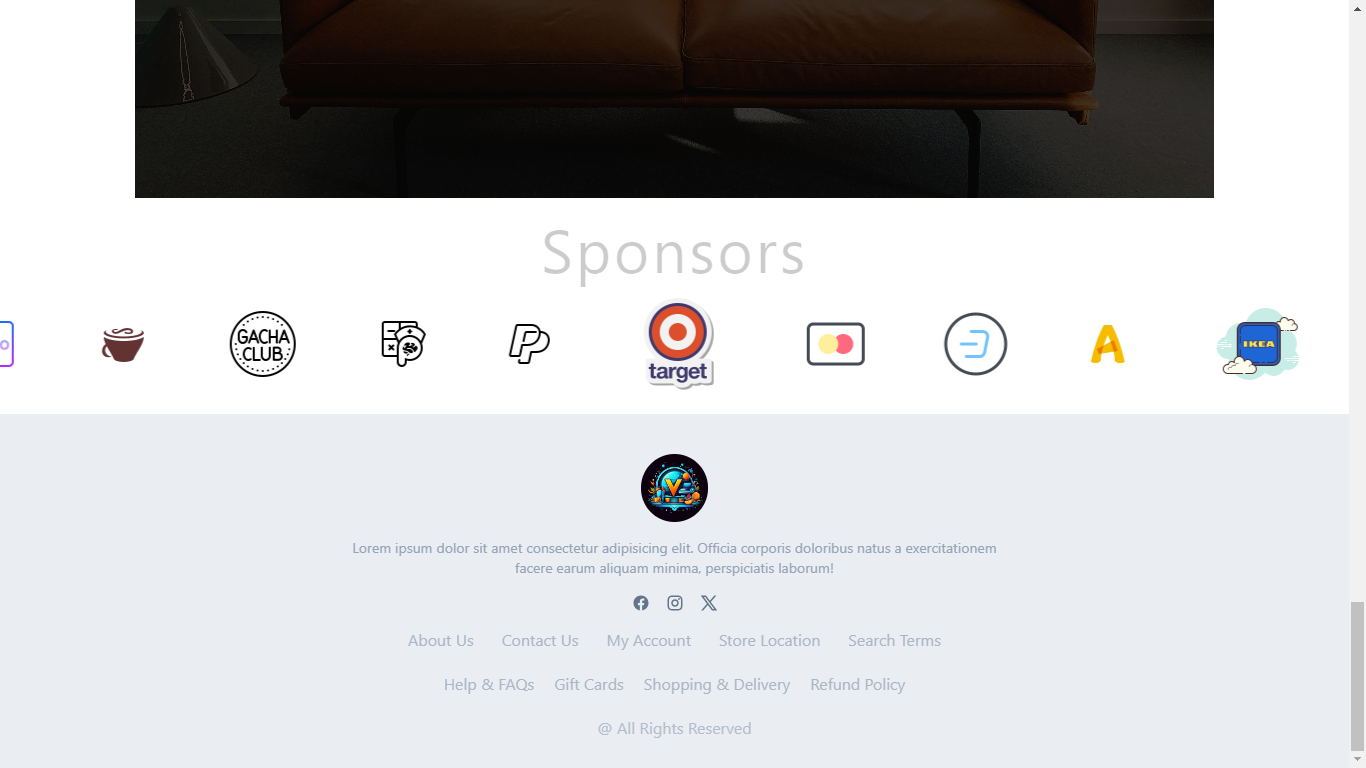 Sponsors
GACHA
CLUB
target
IKEA
Lorem ipsum dolor sit amet consectetur adipisicing elit. Officia corporis doloribus natus a exercitationem
facere earum aliquam minima, perspiciatis laborum!
About Us Contact Us My Account Store Location Search Terms
Help & FAQs Gift Cards Shopping & Delivery Refund Policy
@ All Rights Reserved